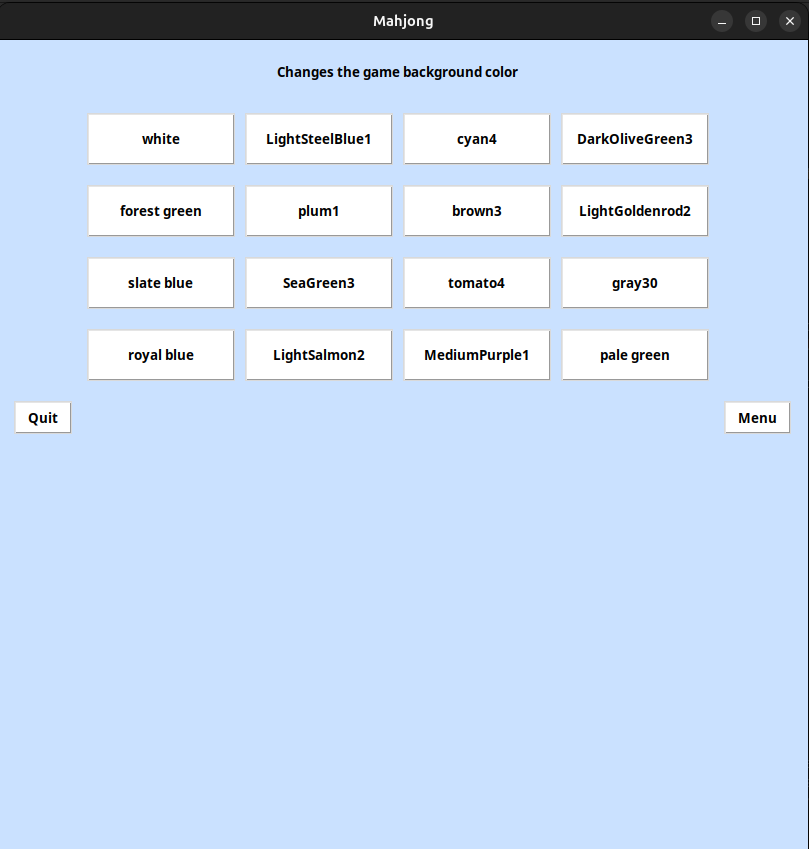 Mahjong
Changes the game background color
white LightSteelBlue1 cyan4 DarkOliveGreen3
forest green plum1 brown3 LightGoldenrod2
slate blue SeaGreen3 tomato4 gray30
royal blue LightSalmon2 MediumPurple1 pale green
Quit Menu